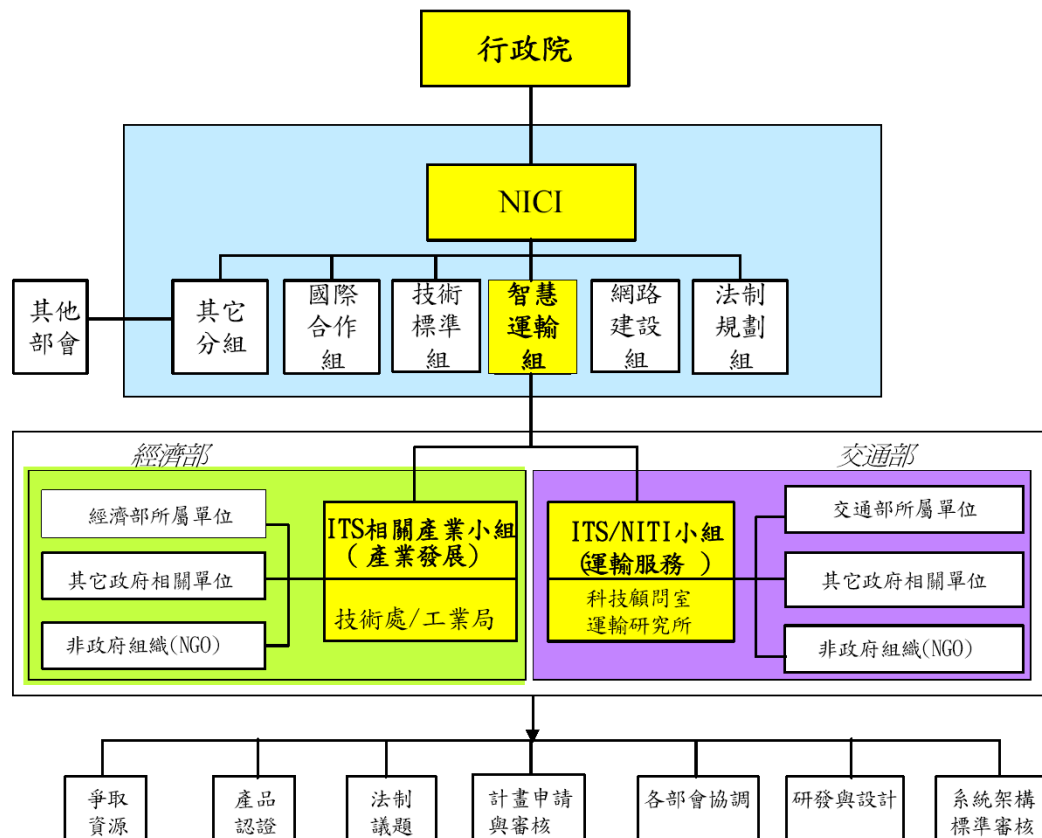 行政院
NICI
其他
部會
其它
分組
國際
合作
組
技術
標準
組
智慧
運輸
組
網路
建設
組
法制
規劃
組
經濟部
交通部
經濟部所屬單位
其它政府相關單位
非政府組織(NGO)
ITS相關產業小組
(產業發展)
技術處/工業局
ITS/NITI小組
(運輸服務 )
科技顧問室
運輸研究所
交通部所屬單位
其它政府相關單位
非政府組織(NGO)
爭取
資源
產品
認證
法制
議題
計畫申請
與審核
各部會協調
研發與設計
系統架構
標準審核